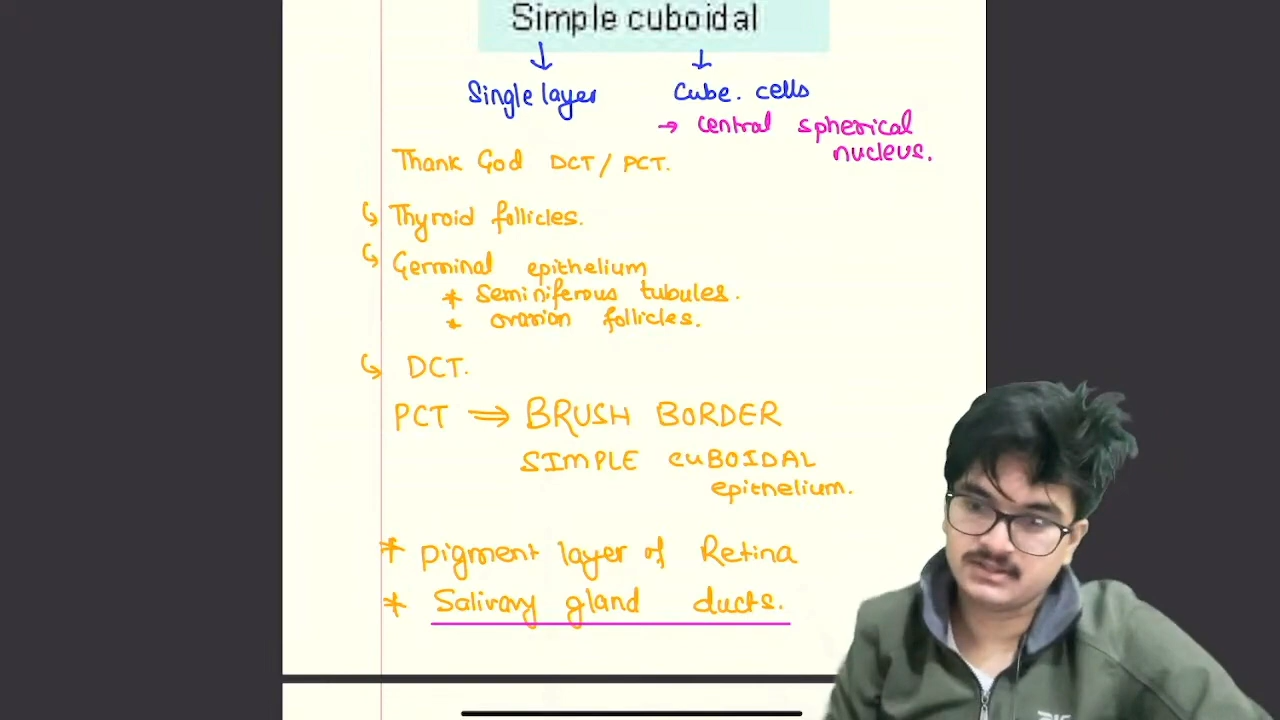 Simple cuboidal
Single layer
Cube. cells
→ central spherical
nucleus.
Thank God DCT / PCT.
↳ Thyroid follicles.
↳ Germinal epithelium
* seminiferous tubules.
* ovarion follicles.
↳ DCT.
PCT ⇒ BRUSH BORDER
SIMPLE CUBOIDAL
epithelium.
* pigment layer of Retina
* Salivary gland ducts.